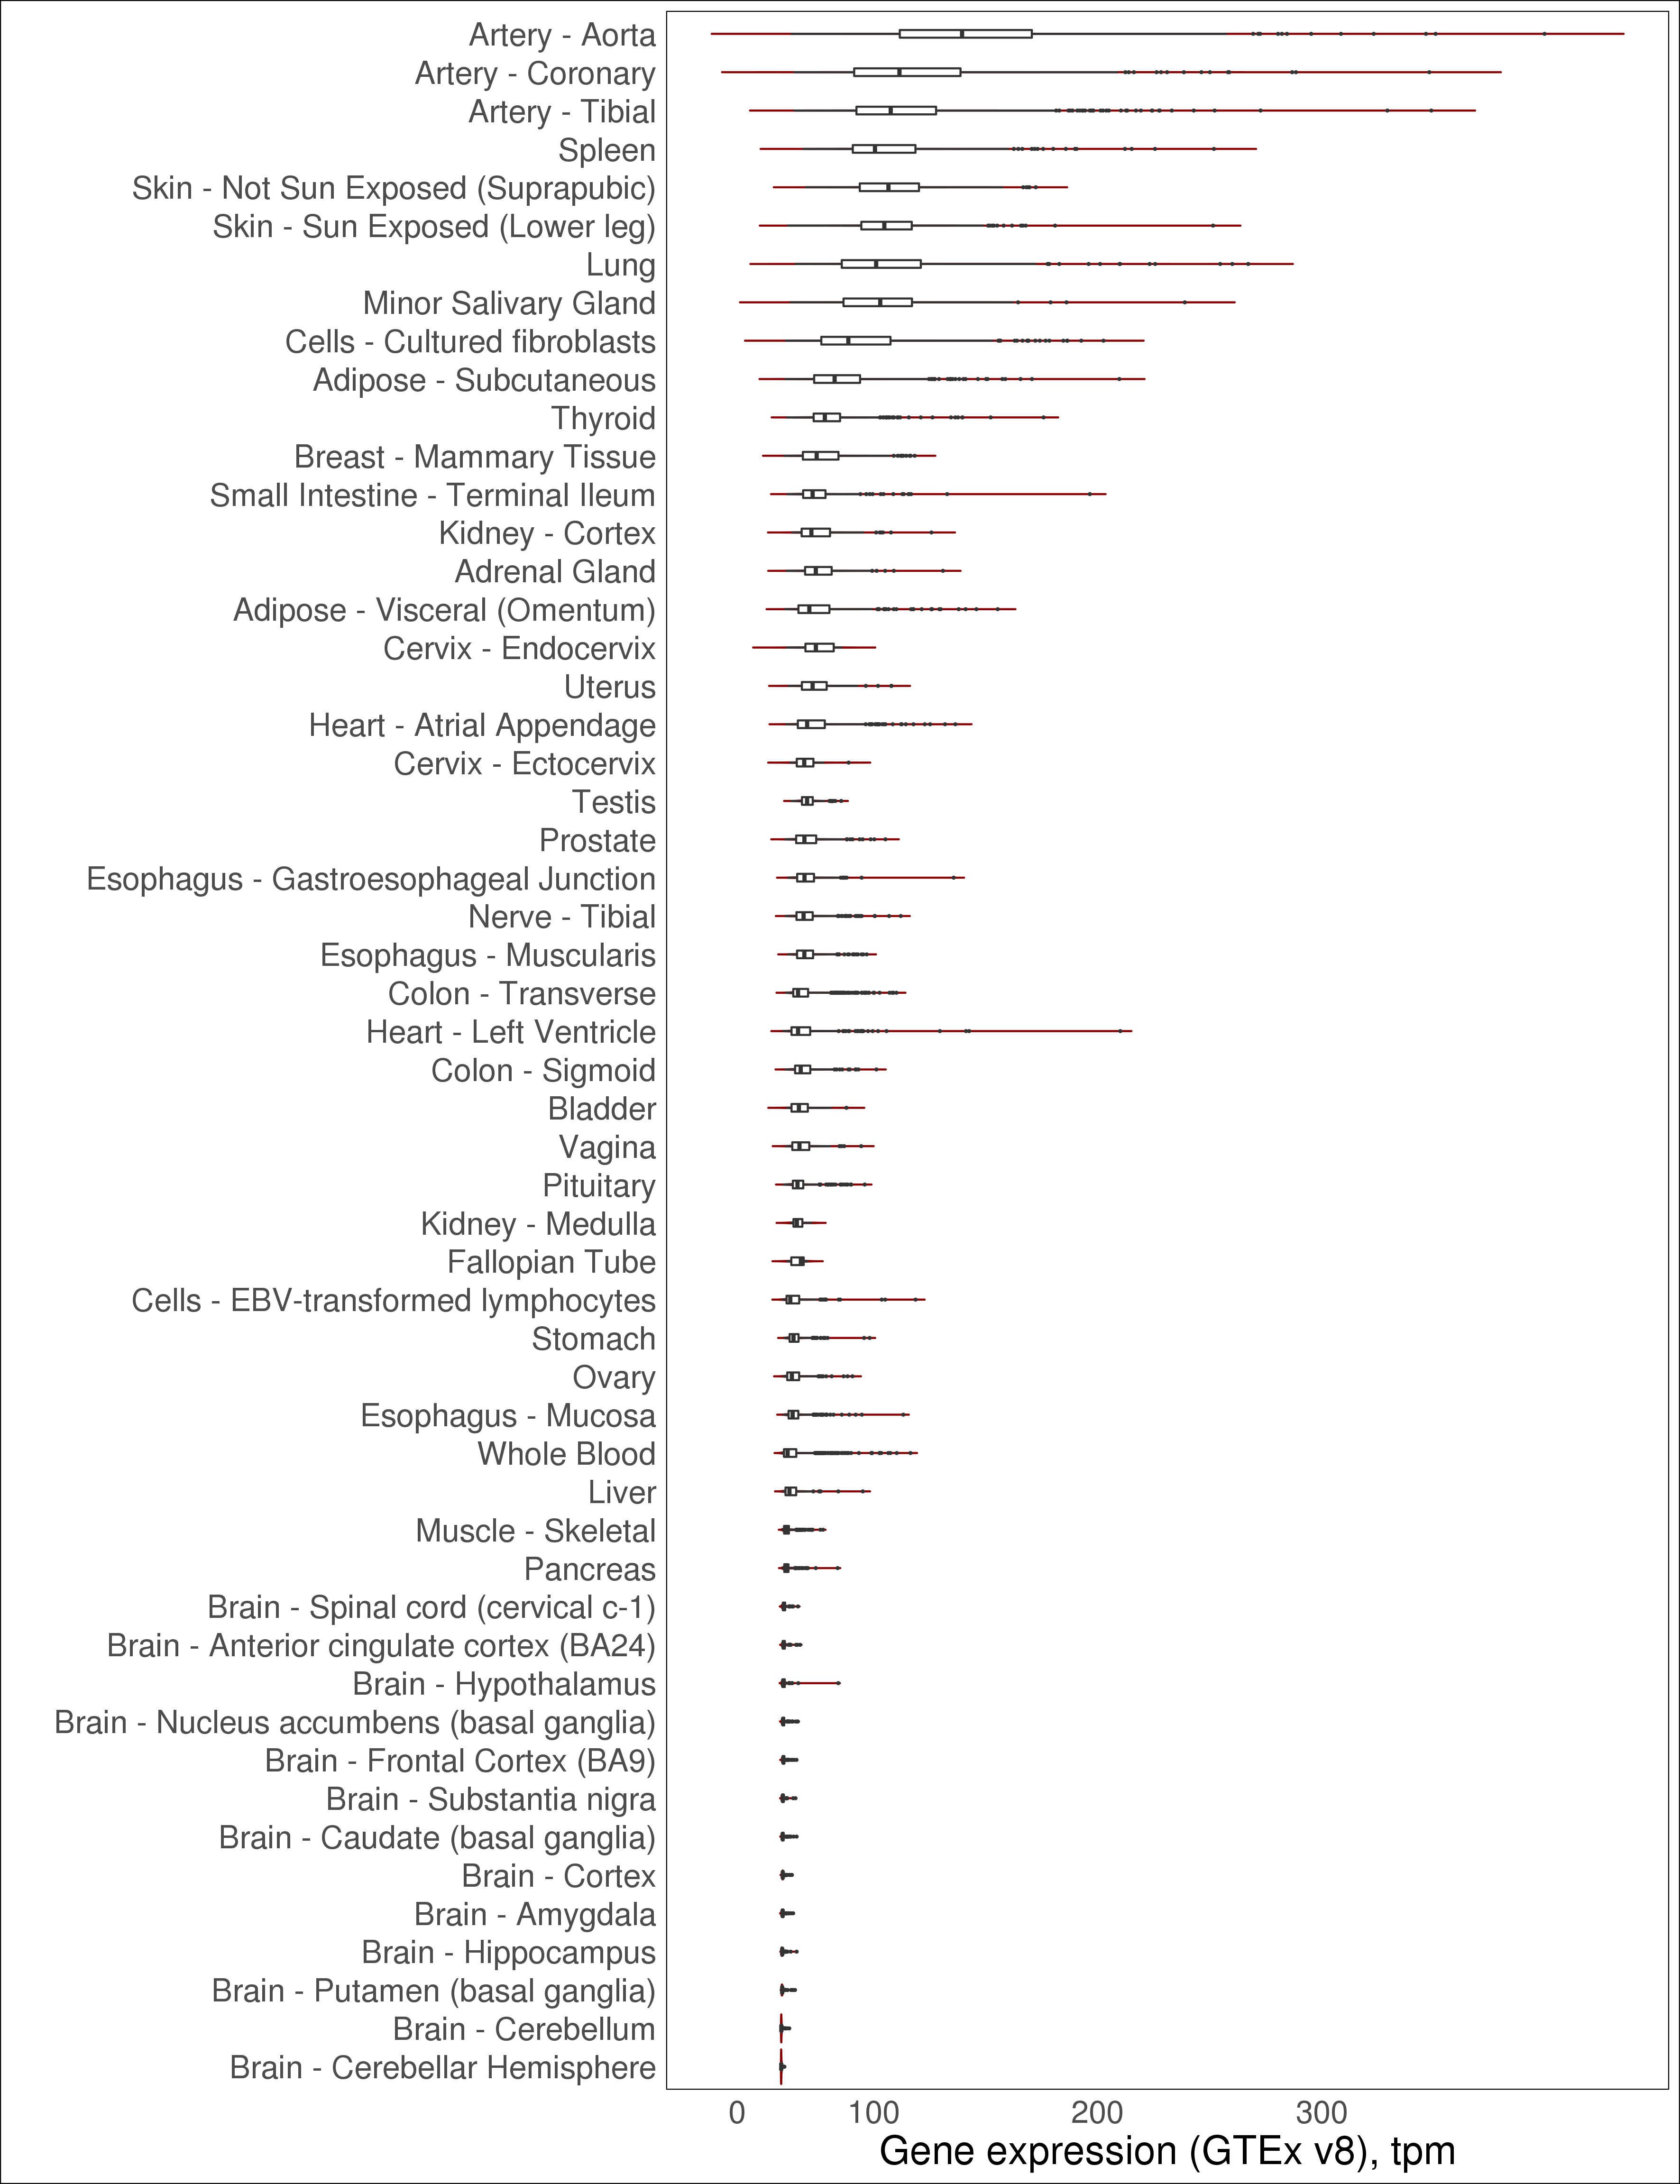 Artery - Aorta
Artery - Coronary
Artery - Tibial
Spleen
Skin - Not Sun Exposed (Suprapubic)
Skin - Sun Exposed (Lower leg)
Lung
Minor Salivary Gland
Cells - Cultured fibroblasts
Adipose - Subcutaneous
Thyroid
Breast - Mammary Tissue
Small Intestine - Terminal Ileum
Kidney - Cortex
Adrenal Gland
Adipose - Visceral (Omentum)
Cervix - Endocervix
Uterus
Heart - Atrial Appendage
Cervix - Ectocervix
Testis
Prostate
Esophagus - Gastroesophageal Junction
Nerve - Tibial
Esophagus - Muscularis
Colon - Transverse
Heart - Left Ventricle
Colon - Sigmoid
Bladder
Vagina
Pituitary
Kidney - Medulla
Fallopian Tube
Cells - EBV-transformed lymphocytes
Stomach
Ovary
Esophagus - Mucosa
Whole Blood
Liver
Muscle - Skeletal
Pancreas
Brain - Spinal cord (cervical c-1)
Brain - Anterior cingulate cortex (BA24)
Brain - Hypothalamus
Brain - Nucleus accumbens (basal ganglia)
Brain - Frontal Cortex (BA9)
Brain - Substantia nigra
Brain - Caudate (basal ganglia)
Brain - Cortex
Brain - Amygdala
Brain - Hippocampus
Brain - Putamen (basal ganglia)
Brain - Cerebellum
Brain - Cerebellar Hemisphere
0 100 200 300
Gene expression (GTEx v8), tpm